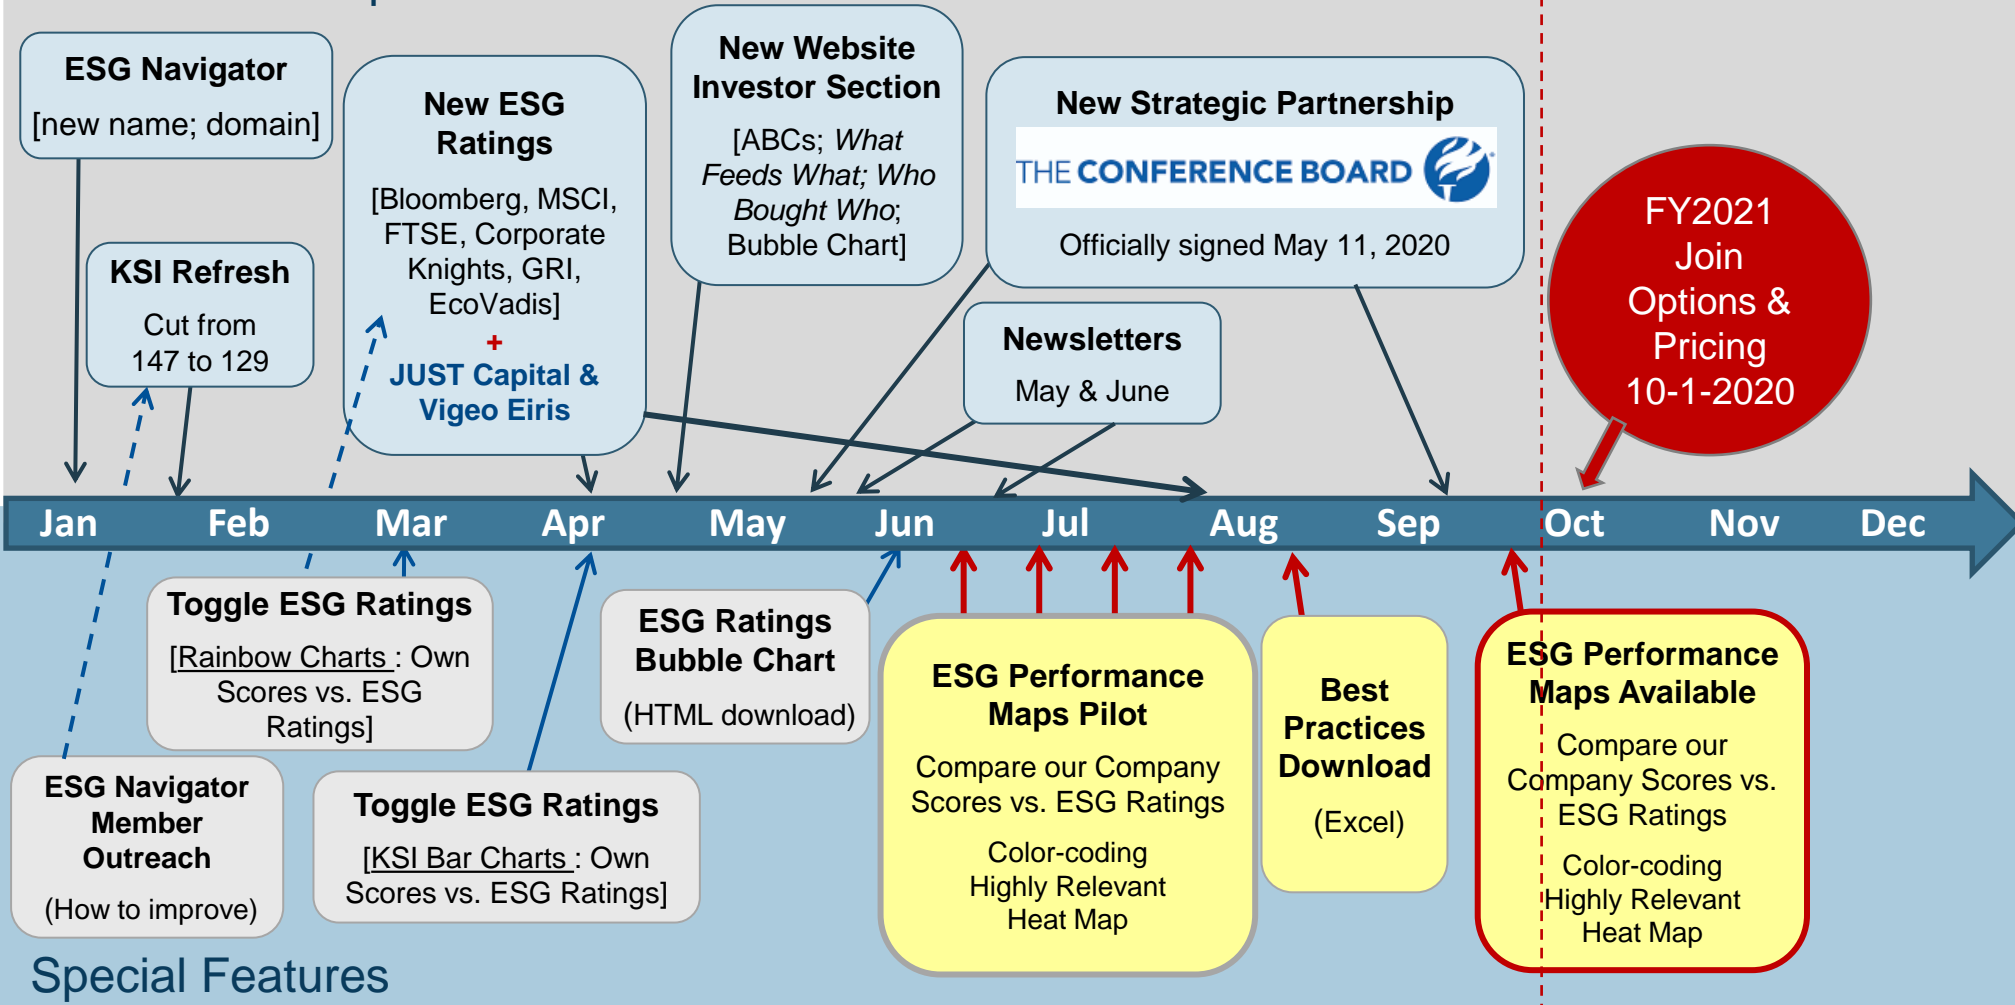 ESG Navigator
[new name; domain]
KSI Refresh
Cut from
147 to 129
New ESG
Ratings
[Bloomberg, MSCI,
FTSE, Corporate
Knights, GRI,
EcoVadis]
+
JUST Capital &
Vigeo Eiris
New Website
Investor Section
[ABCs; What
Feeds What; Who
Bought Who;
Bubble Chart]
New Strategic Partnership
THE CONFERENCE BOARD
Officially signed May 11, 2020
Newsletters
May & June
FY2021
Join
Options &
Pricing
10-1-2020
Jan Feb Mar Apr May Jun Jul Aug Sep Oct Nov Dec
ESG Navigator
Member
Outreach
(How to improve)
Toggle ESG Ratings
[Rainbow Charts : Own
Scores vs. ESG
Ratings]
Toggle ESG Ratings
[KSI Bar Charts : Own
Scores vs. ESG Ratings]
ESG Ratings
Bubble Chart
(HTML download)
ESG Performance
Maps Pilot
Compare our Company
Scores vs. ESG Ratings
Color-coding
Highly Relevant
Heat Map
Best
Practices
Download
(Excel)
ESG Performance
Maps Available
Compare our
Company Scores vs.
ESG Ratings
Color-coding
Highly Relevant
Heat Map
Special Features